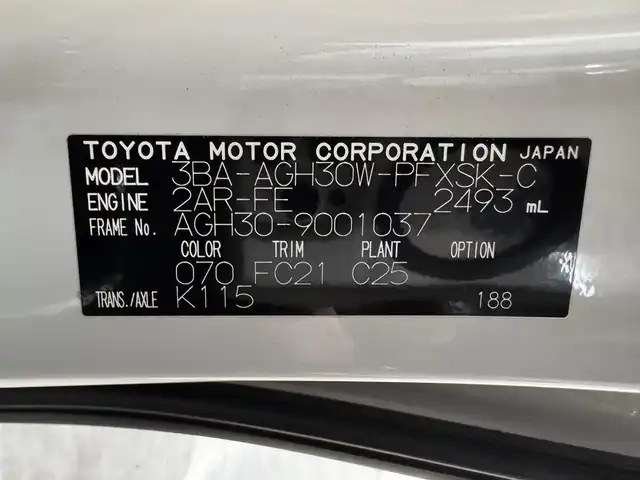 TOYOTA MOTOR CORPORATION JAPAN
MODEL 3BA-AGH30W-PFXSK-C
ENGINE 2AR-FE 2493 mL
FRAME No. AGH30-9001037
COLOR TRIM PLANT OPTION
070 FC21 C25
TRANS./AXLE K115 188